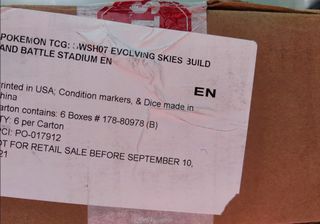 POKEMON TCG: SWSH07 EVOLVING SKIES BUILD
AND BATTLE STADIUM EN
rinted in USA; Condition markers, & Dice made in
hina
EN
arton contains: 6 Boxes # 178-80978 (B)
TY: 6 per Carton
PCI: PO-017912
OT FOR RETAIL SALE BEFORE SEPTEMBER 10,
21